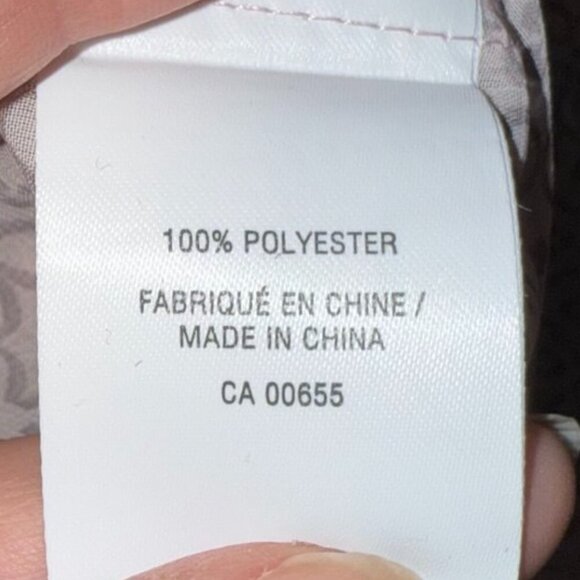 100% POLYESTER
FABRIQUÉ EN CHINE /
MADE IN CHINA
CA 00655